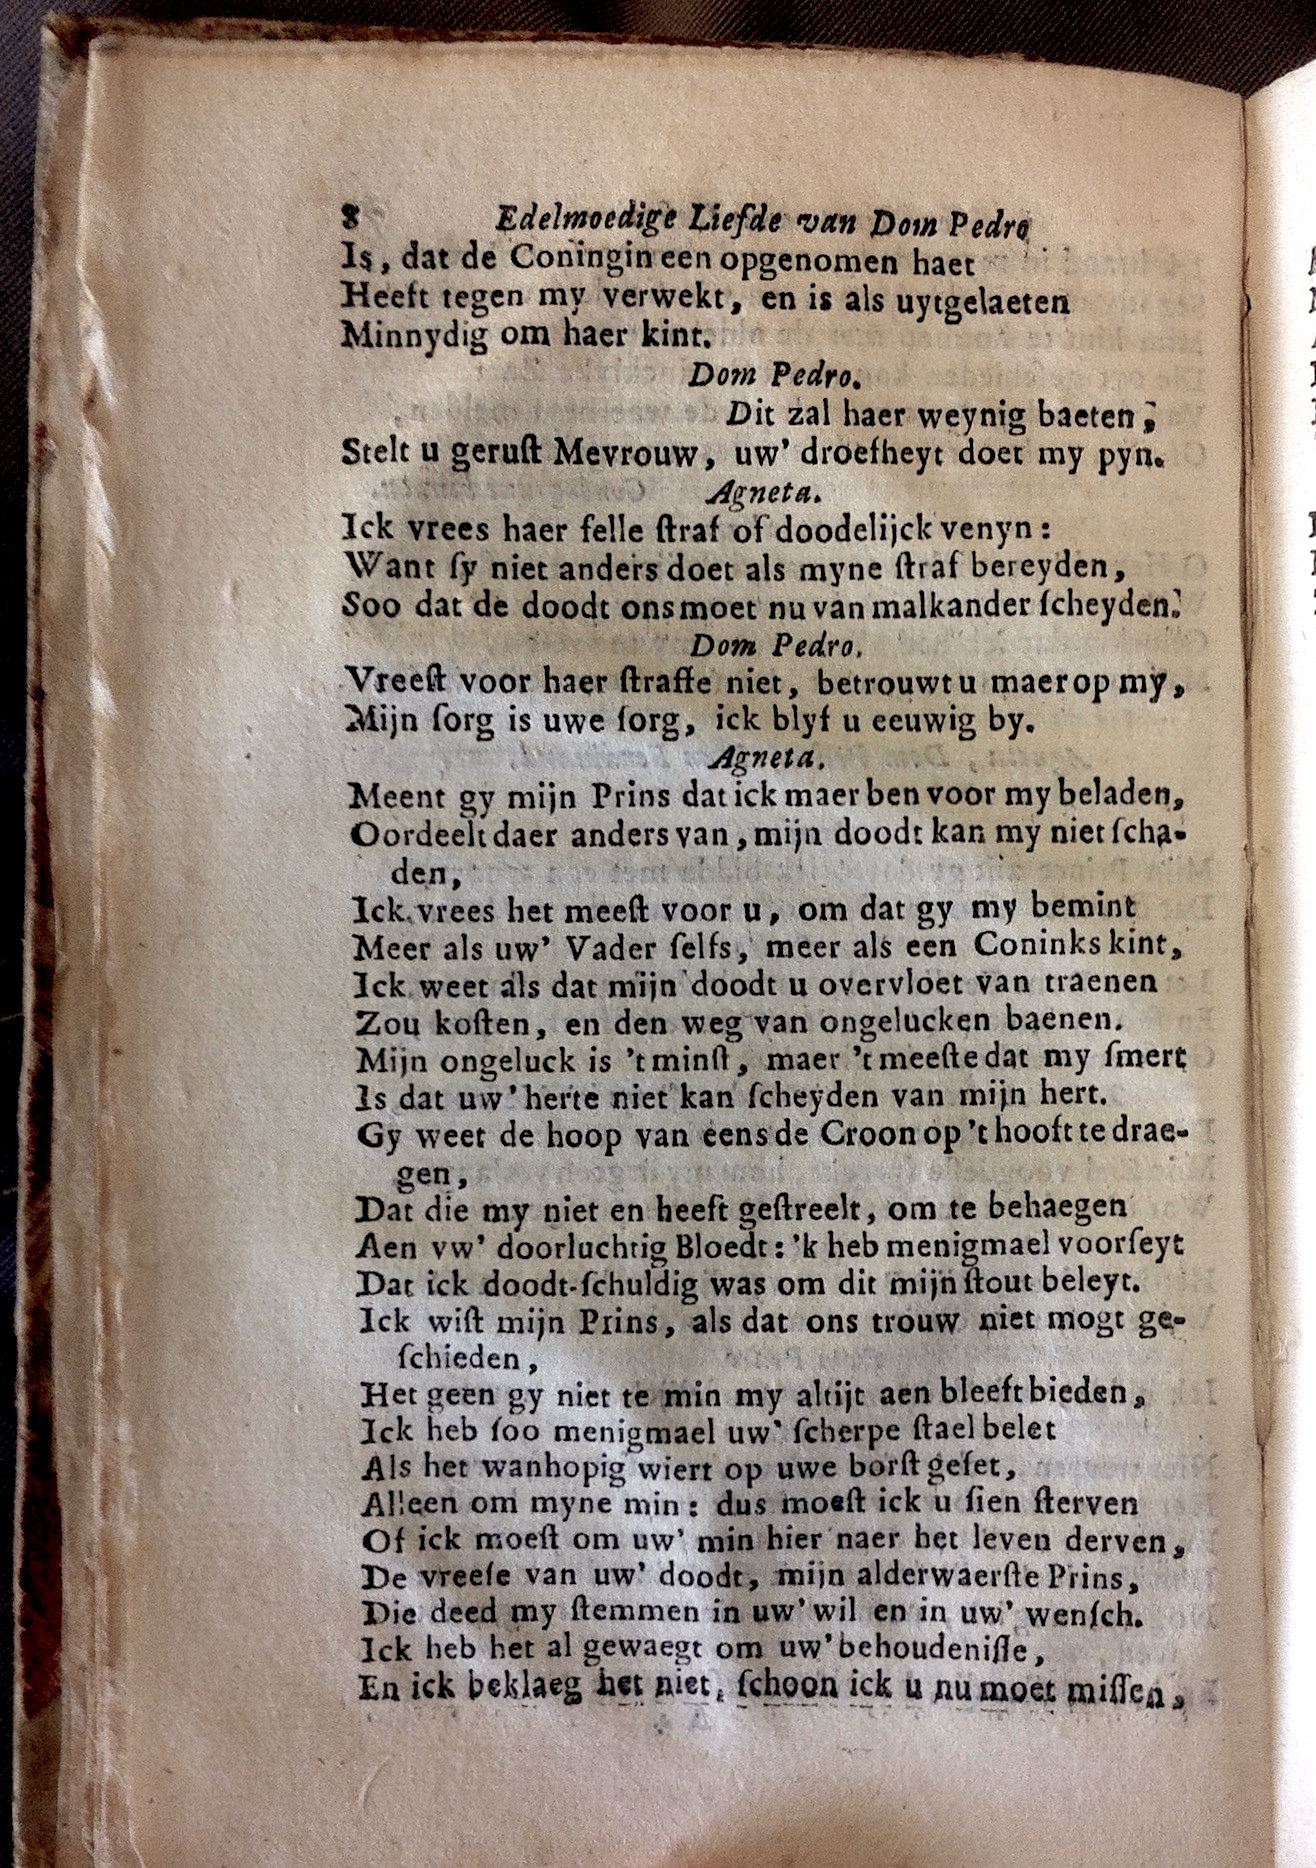 8 Edelmoedige Liefde van Dom Pedro
Is, dat de Coningin een opgenomen haet
Heeft tegen my verwekt, en is als uytgelaeten
Minnydig om haer kint.
Dom Pedro.
Dit zal haer weynig baeten;
Stelt u geruſt Mevrouw, uw' droefheyt doet my pyn.
Agneta.
Ick vrees haer felle ſtraf of doodelijck venyn:
Want ſy niet anders doet als myne ſtraf bereyden,
Soo dat de doodt ons moet nu van malkander ſcheyden.
Dom Pedro.
Vreeſt voor haer ſtraffe niet, betrouwt u maer op my,
Mijn ſorg is uwe ſorg, ick blyf u eeuwig by.
Agneta.
Meent gy mijn Prins dat ick maer ben voor my beladen,
Oordeelt daer anders van, mijn doodt kan my niet ſcha-
den,
Ick vrees het meeſt voor u, om dat gy my bemint
Meer als uw' Vader ſelfs, meer als een Coninks kint,
Ick weet als dat mijn doodt u overvloet van traenen
Zou koſten, en den weg van ongelucken baenen.
Mijn ongeluck is 't minſt, maer 't meeſte dat my ſmert
Is dat uw' herte niet kan ſcheyden van mijn hert.
Gy weet de hoop van eens de Croon op 't hooft te drae-
gen,
Dat die my niet en heeft geſtreelt, om te behaegen
Aen vw' doorluchtig Bloedt: 'k heb menigmael voorſeyt
Dat ick doodt-ſchuldig was om dit mijn ſtout beleyt.
Ick wiſt mijn Prins, als dat ons trouw niet mogt ge-
ſchieden,
Het geen gy niet te min my altijt aen bleeft bieden,
Ick heb ſoo menigmael uw' ſcherpe ſtael belet
Als het wanhopig wiert op uwe borſt geſet,
Alleen om myne min: dus moeſt ick u ſien ſterven
Of ick moeſt om uw' min hier naer het leven derven,
De vreeſe van uw' doodt, mijn alderwaerſte Prins,
Die deed my ſtemmen in uw' wil en in uw' wenſch.
Ick heb het al gewaegt om uw' behoudeniſſe,
En ick beklaeg het niet, ſchoon ick u nu moet miſſen,